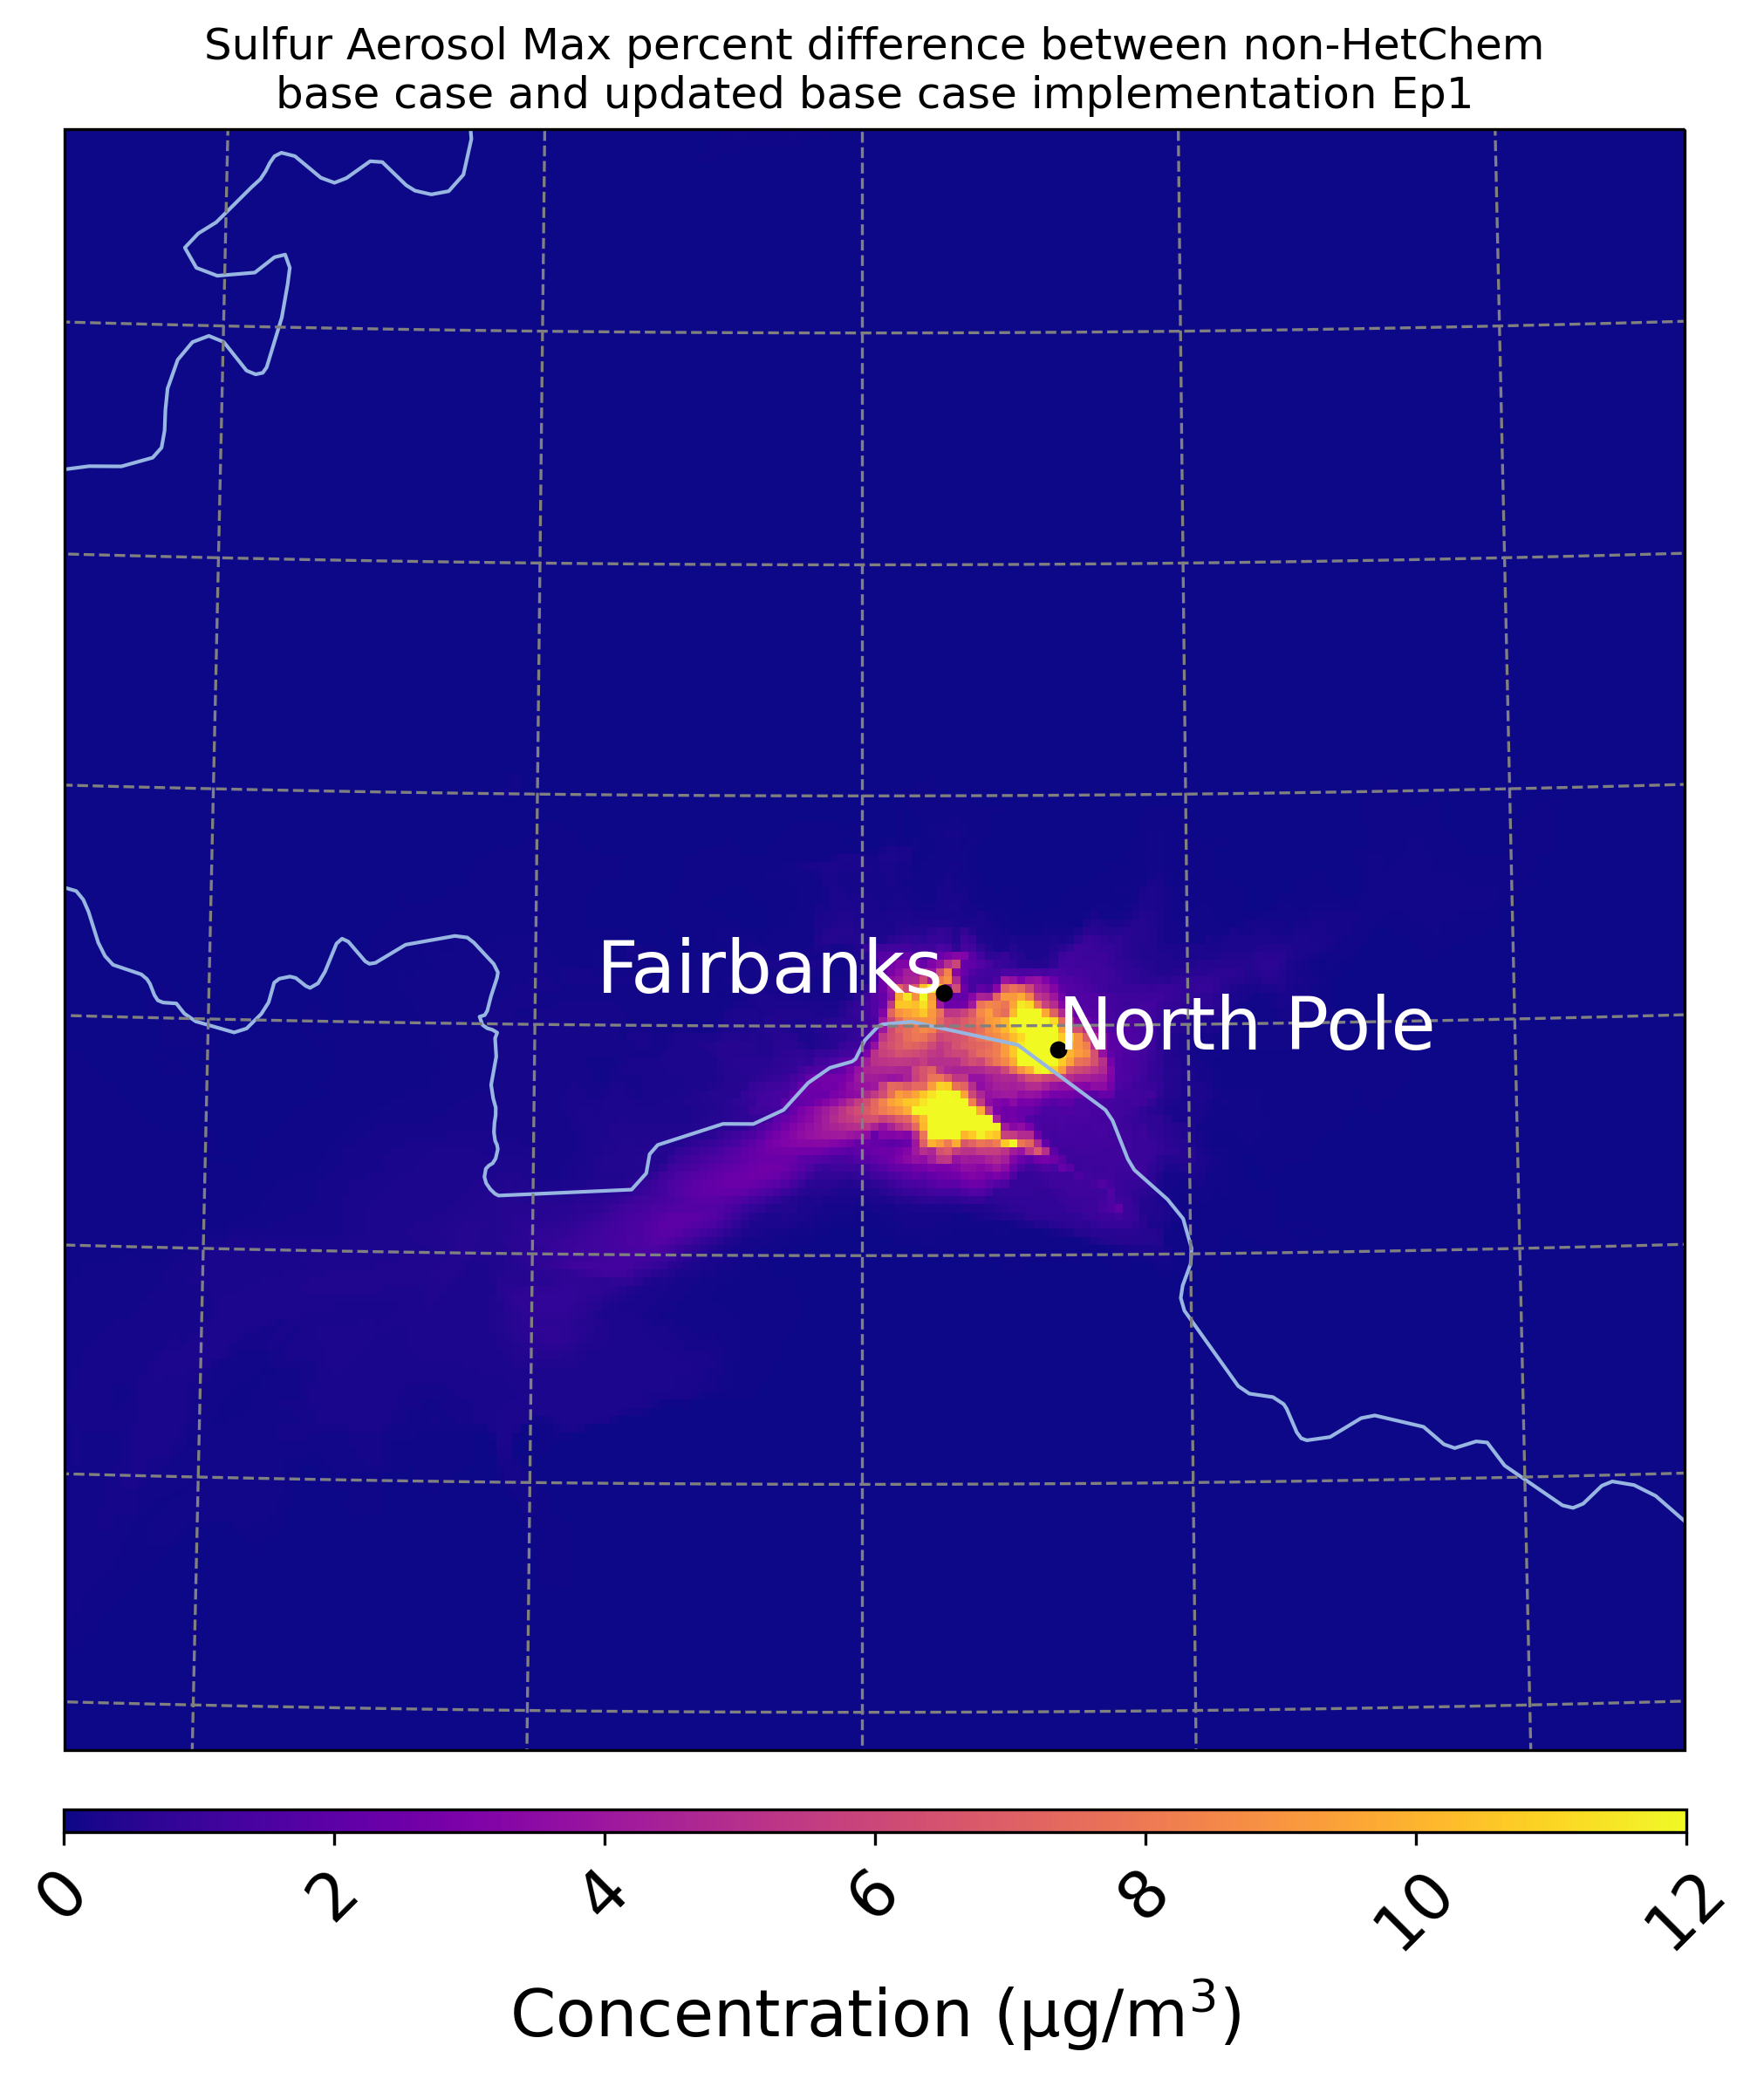 Sulfur Aerosol Max percent difference between non-HetChem
base case and updated base case implementation Ep1
Fairbanks
North Pole
0 2 4 6 8 10 12
Concentration (μg/m³)